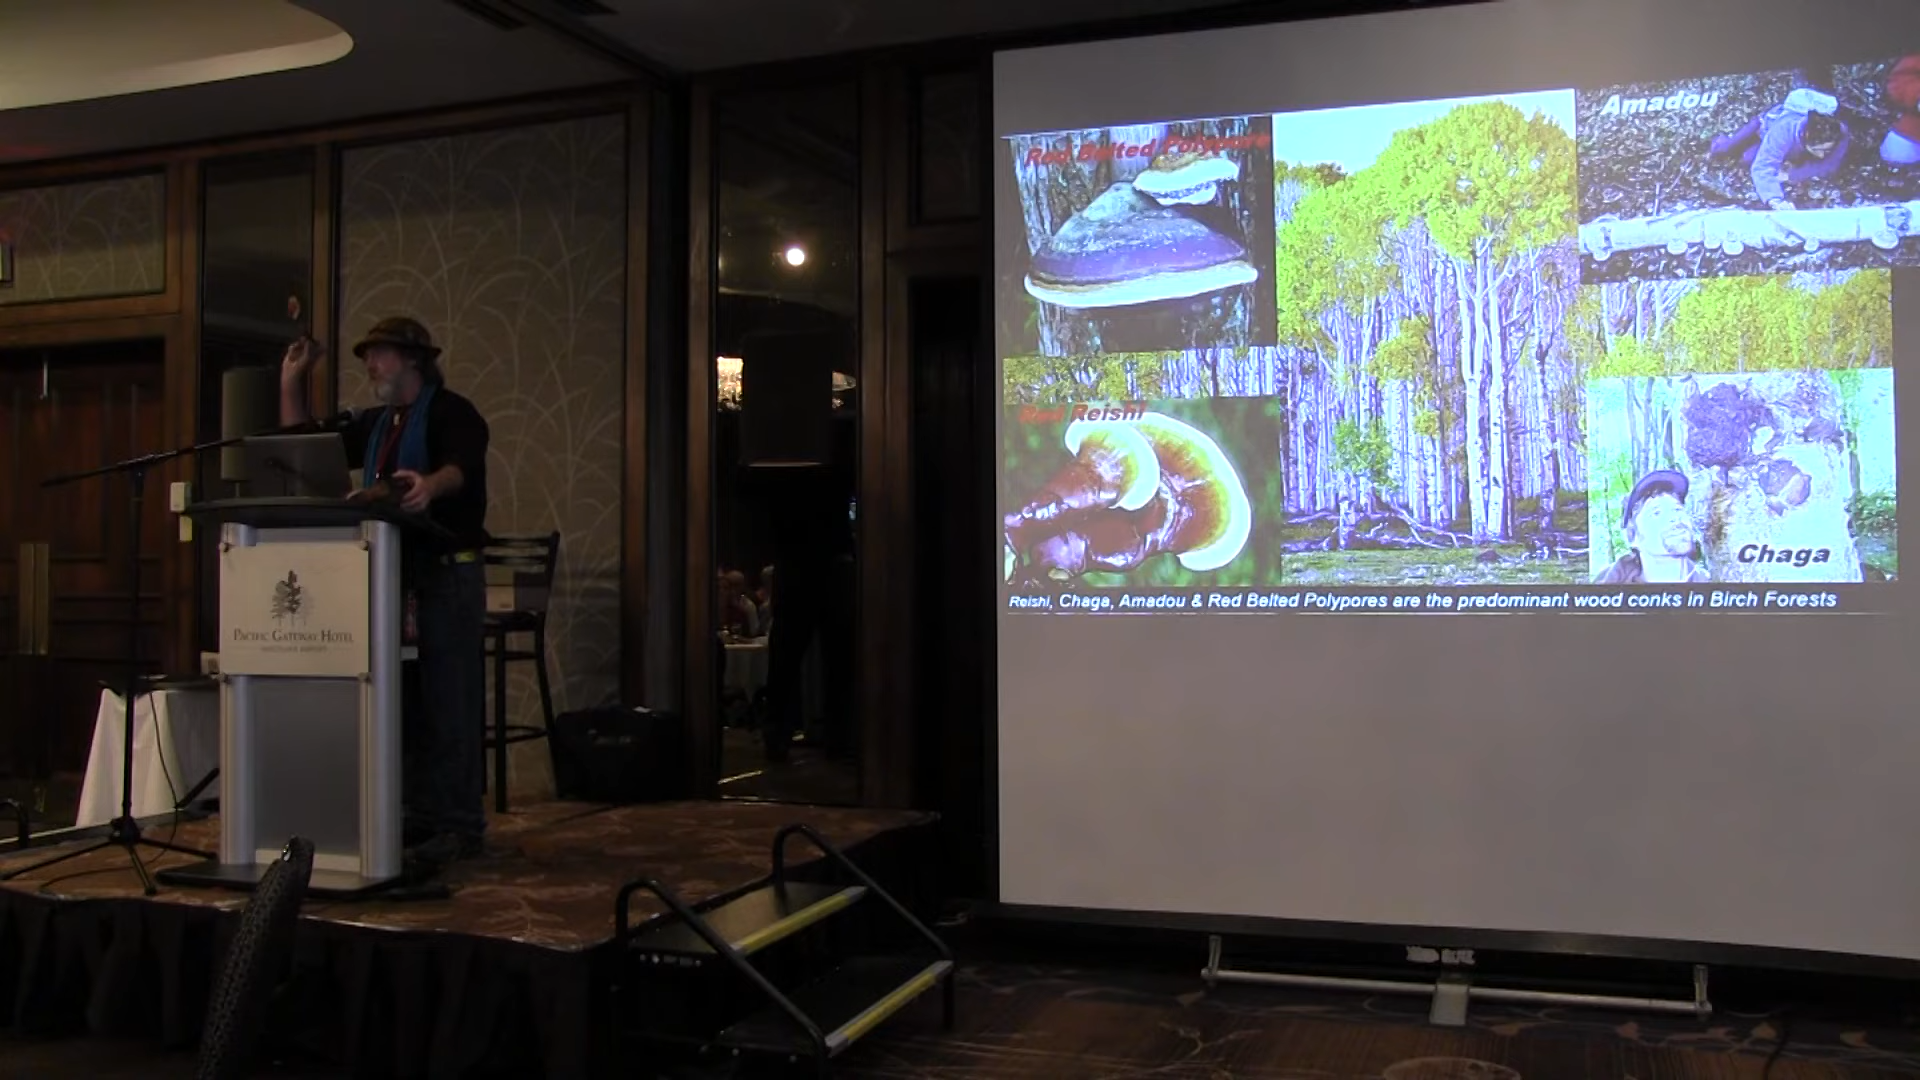 Amadou
Red Belted Polypore
Red Reishi
Chaga
Reishi, Chaga, Amadou & Red Belted Polypores are the predominant wood conks in Birch Forests
PACIFIC GATEWAY HOTEL